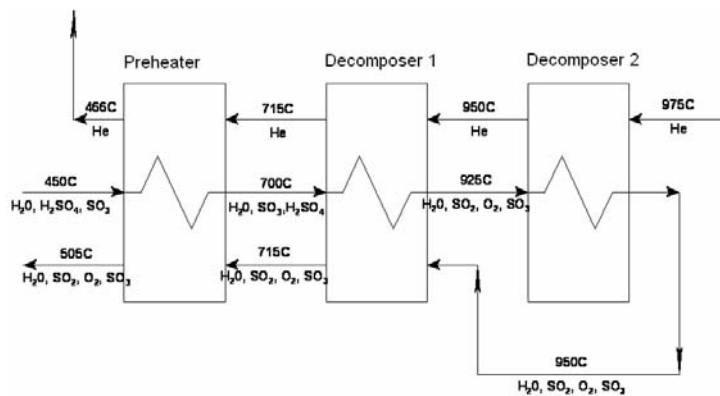 Preheater
Decomposer 1
Decomposer 2
466C
He
715C
He
950C
He
975C
He
450C
H₂0, H₂SO₄, SO₃
700C
H₂0, SO₃,H₂SO₄
925C
H₂0, SO₂, O₂, SO₃
505C
H₂0, SO₂, O₂, SO₃
715C
H₂0, SO₂, O₂, SO₃
950C
H₂0, SO₂, O₂, SO₃